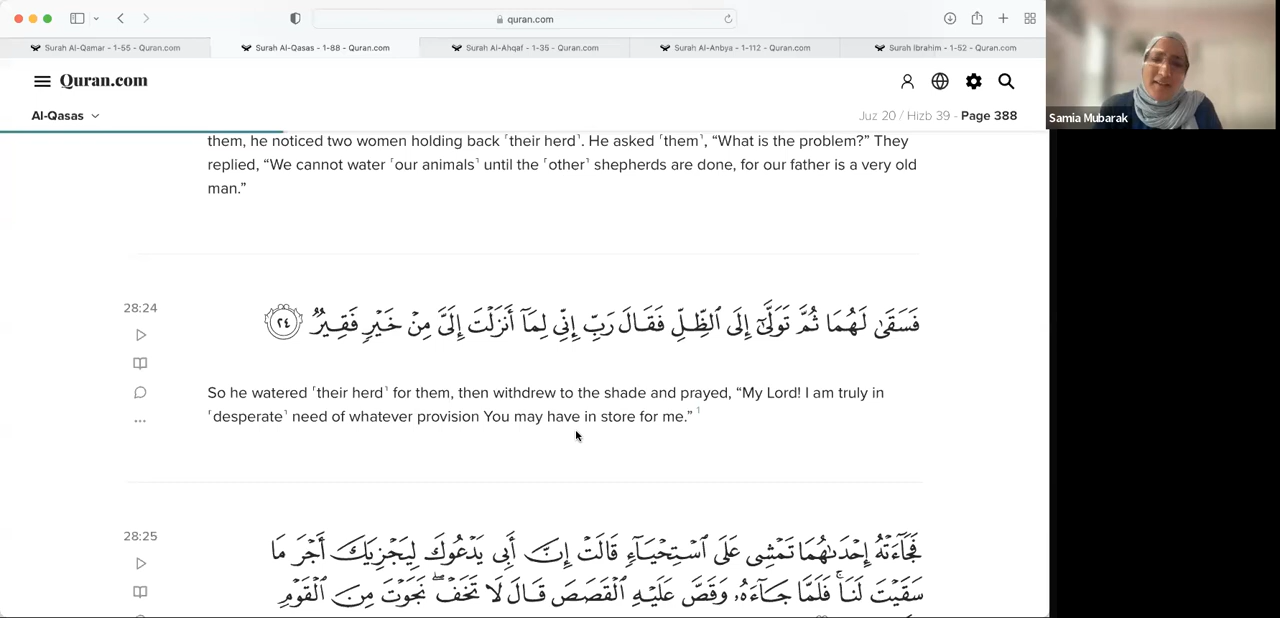 quran.com
Surah Al-Qamar - 1-55 - Quran.com
Surah Al-Qasas - 1-88 - Quran.com
Surah Al-Ahqaf - 1-35 - Quran.com
Surah Al-Anbya - 1-112 - Quran.com
Surah Ibrahim - 1-52 - Quran.com
Quran.com
Al-Qasas
Juz 20 / Hizb 39 - Page 388
Samia Mubarak
them, he noticed two women holding back ˹their herd˺. He asked ˹them˺, “What is the problem?” They
replied, “We cannot water ˹our animals˺ until the ˹other˺ shepherds are done, for our father is a very old
man.”
28:24
فَسَقَىٰ لَهُمَا ثُمَّ تَوَلَّىٰٓ إِلَى ٱلظِّلِّ فَقَالَ رَبِّ إِنِّى لِمَآ أَنزَلْتَ إِلَىَّ مِنْ خَيْرٍ فَقِيرٌ ٢٤
So he watered ˹their herd˺ for them, then withdrew to the shade and prayed, “My Lord! I am truly in
˹desperate˺ need of whatever provision You may have in store for me.” 1
28:25
فَجَآءَتْهُ إِحْدَىٰهُمَا تَمْشِى عَلَى ٱسْتِحْيَآءٍ قَالَتْ إِنَّ أَبِى يَدْعُوكَ لِيَجْزِيَكَ أَجْرَ مَا
سَقَيْتَ لَنَا ۚ فَلَمَّا جَآءَهُۥ وَقَصَّ عَلَيْهِ ٱلْقَصَصَ قَالَ لَا تَخَفْ ۖ نَجَوْتَ مِنَ ٱلْقَوْمِ